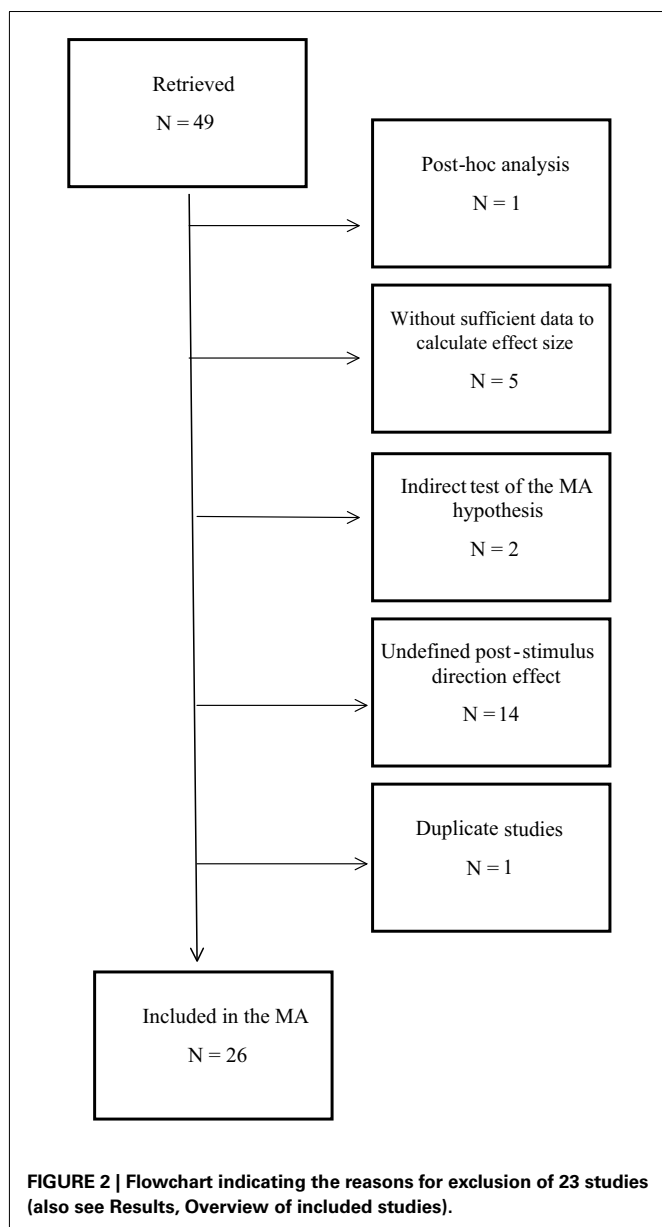 Retrieved
N = 49
Post-hoc analysis
N = 1
Without sufficient data to
calculate effect size
N = 5
Indirect test of the MA
hypothesis
N = 2
Undefined post-stimulus
direction effect
N = 14
Duplicate studies
N = 1
Included in the MA
N = 26
FIGURE 2 | Flowchart indicating the reasons for exclusion of 23 studies
(also see Results, Overview of included studies).